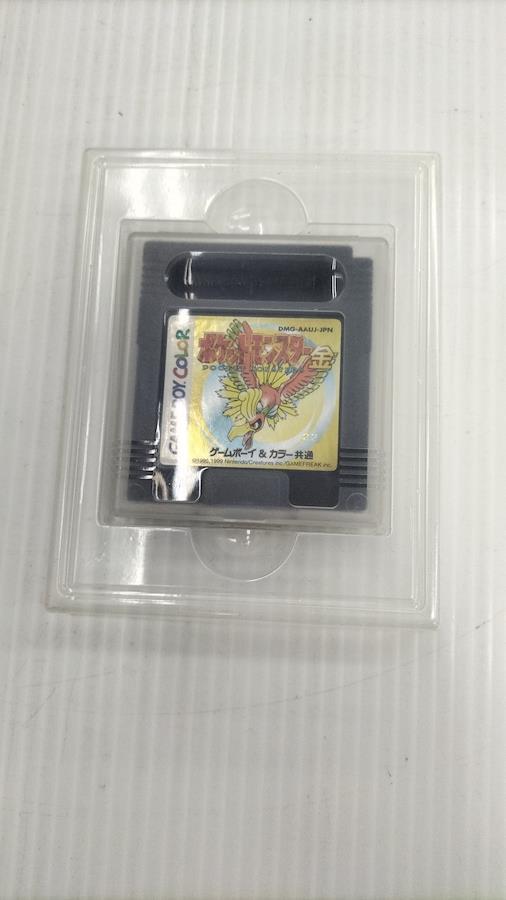 DMG-AAUJ-JPN
ポケットモンスター金
GAME BOY COLOR
ゲームボーイ & カラー共通
©1995,1999 Nintendo/Creatures inc./GAMEFREAK inc.